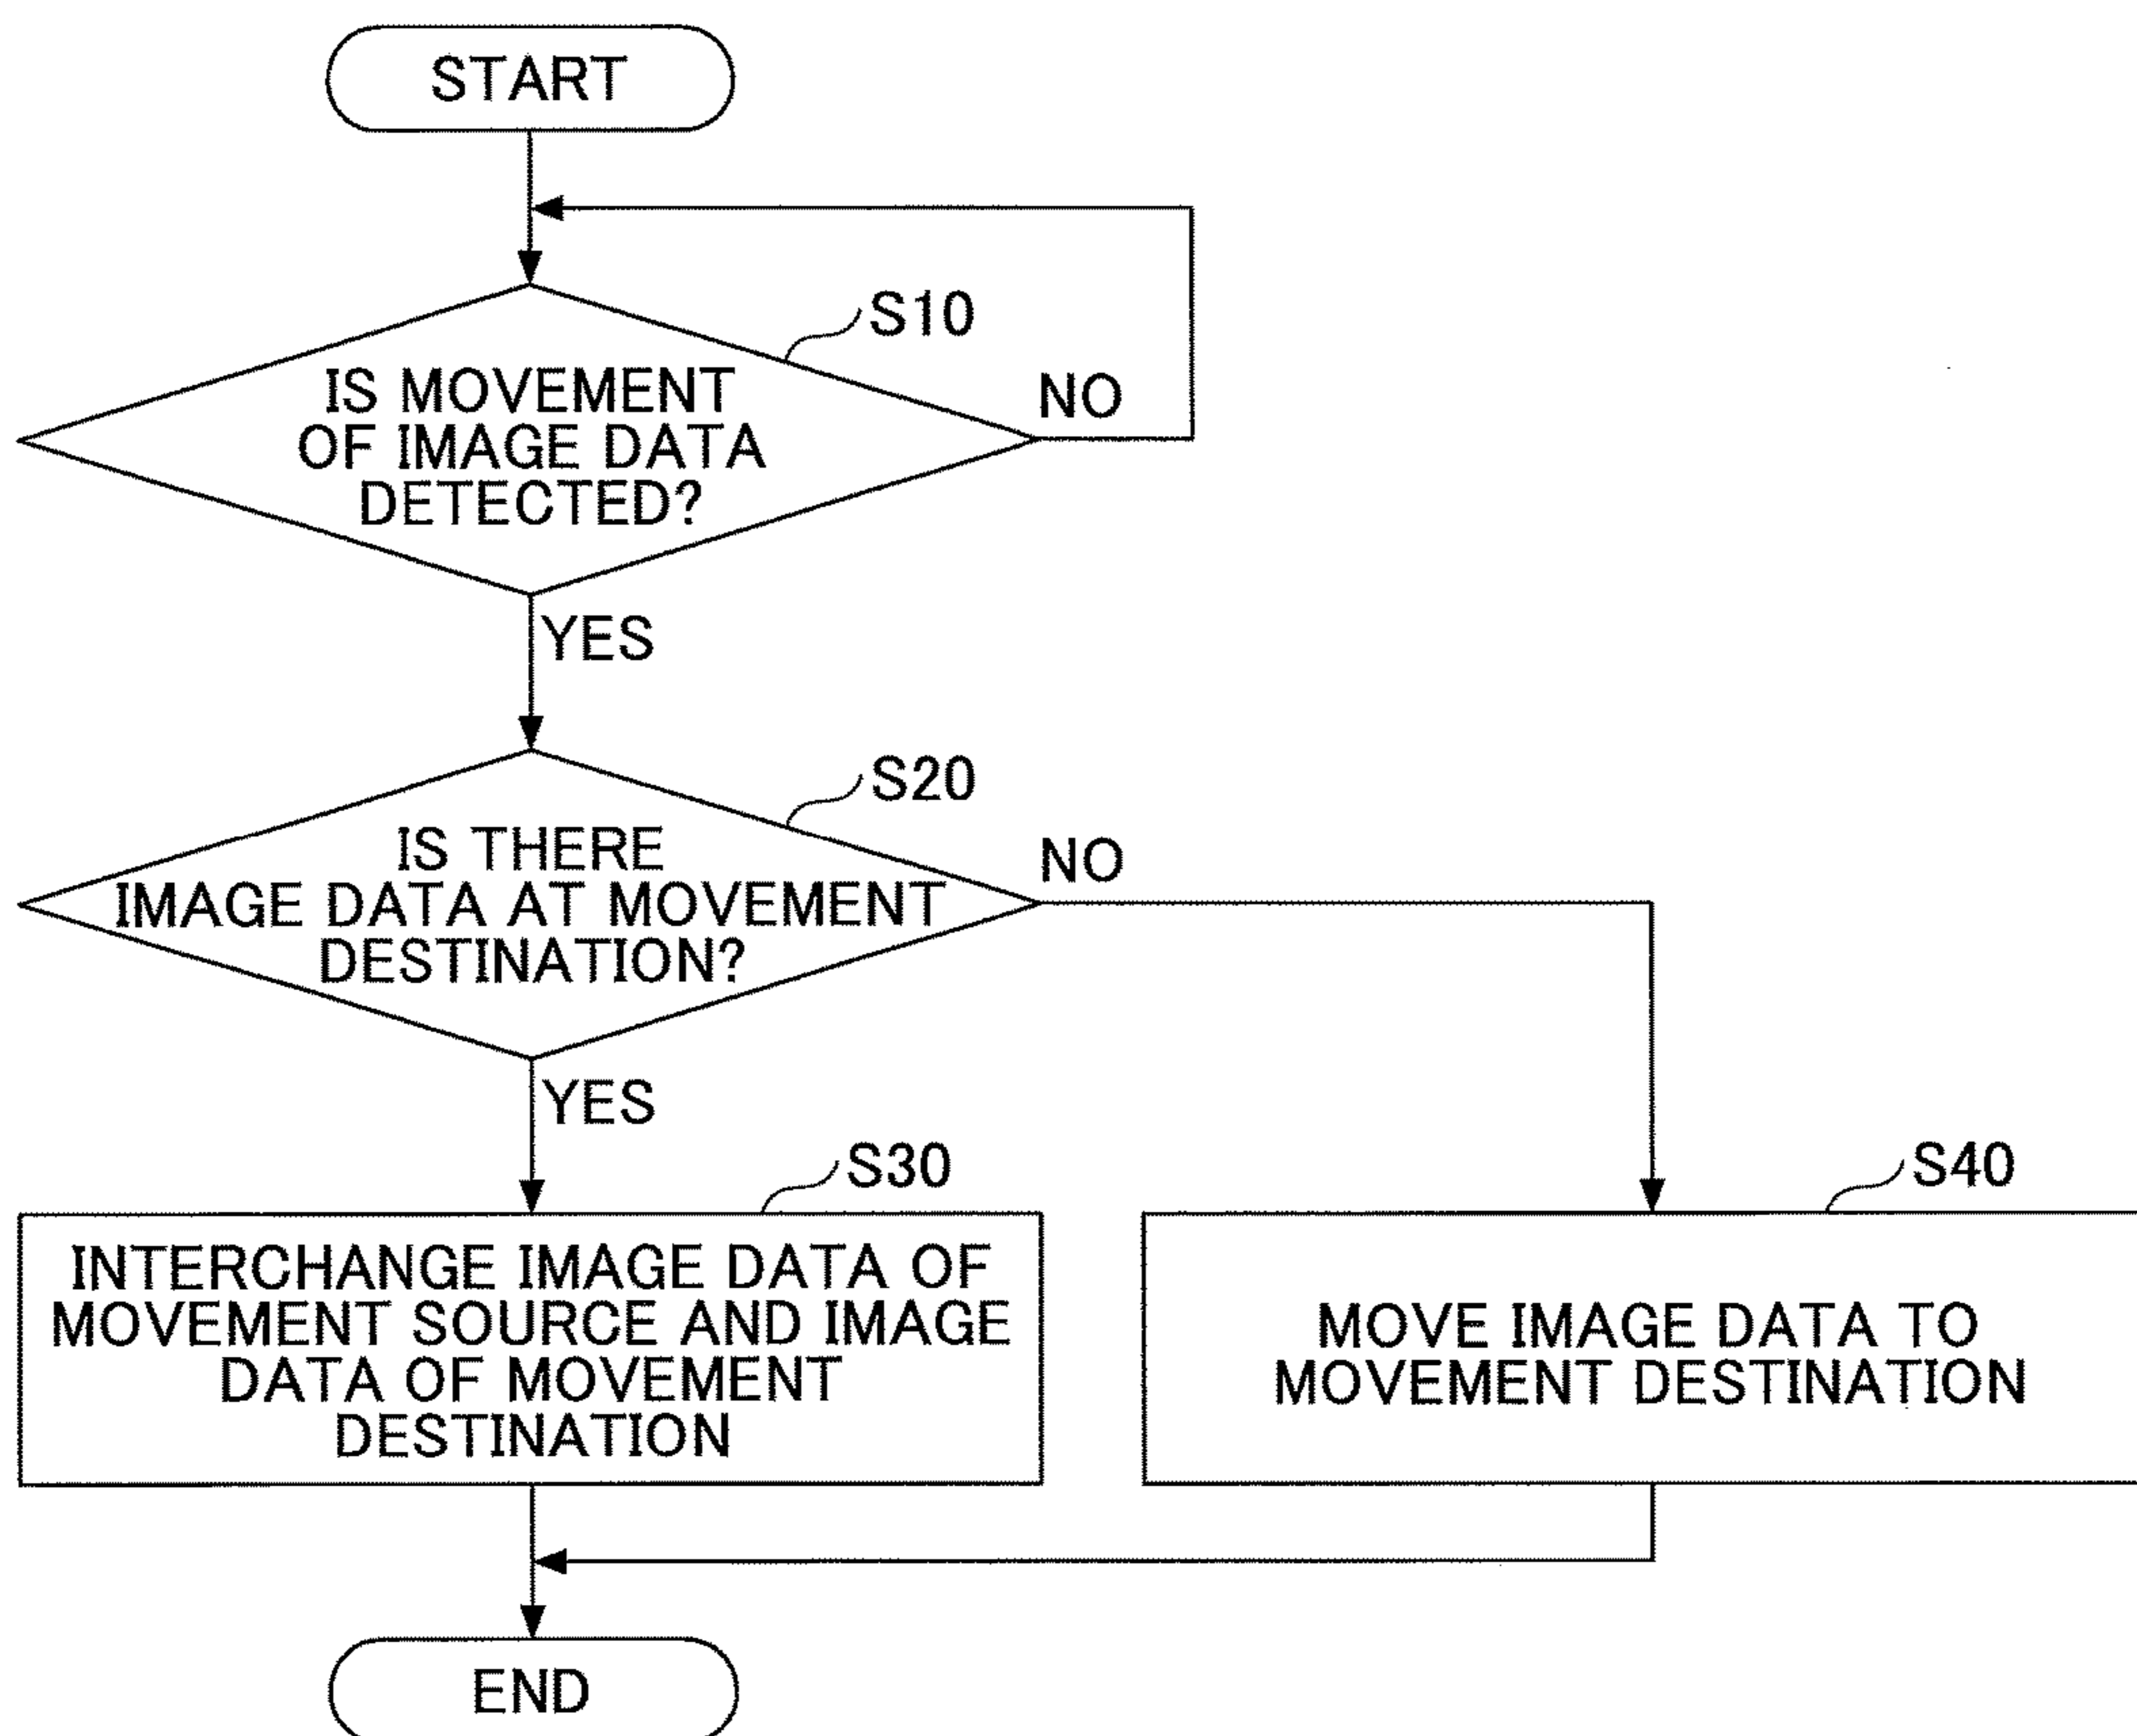 START
S10
IS MOVEMENT
OF IMAGE DATA
DETECTED?
NO
YES
S20
IS THERE
IMAGE DATA AT MOVEMENT
DESTINATION?
NO
YES
S30
INTERCHANGE IMAGE DATA OF
MOVEMENT SOURCE AND IMAGE
DATA OF MOVEMENT
DESTINATION
S40
MOVE IMAGE DATA TO
MOVEMENT DESTINATION
END